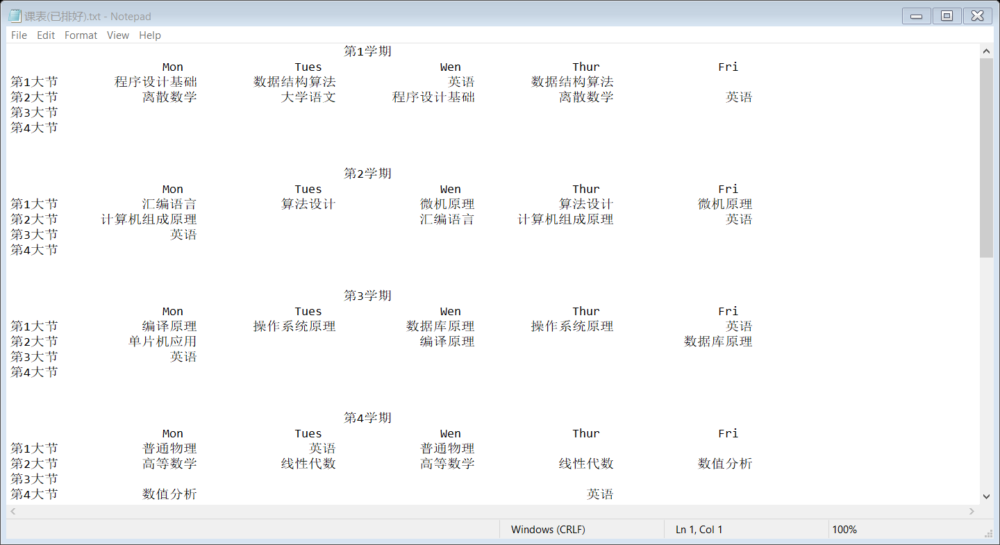 课表(已排好).txt - Notepad
File Edit Format View Help
第1学期
Mon Tues Wen Thur Fri
第1大节 程序设计基础 数据结构算法 英语 数据结构算法
第2大节 离散数学 大学语文 程序设计基础 离散数学 英语
第3大节
第4大节
第2学期
Mon Tues Wen Thur Fri
第1大节 汇编语言 算法设计 微机原理 算法设计 微机原理
第2大节 计算机组成原理 汇编语言 计算机组成原理 英语
第3大节 英语
第4大节
第3学期
Mon Tues Wen Thur Fri
第1大节 编译原理 操作系统原理 数据库原理 操作系统原理 英语
第2大节 单片机应用 编译原理 数据库原理
第3大节 英语
第4大节
第4学期
Mon Tues Wen Thur Fri
第1大节 普通物理 英语 普通物理
第2大节 高等数学 线性代数 高等数学 线性代数 数值分析
第3大节
第4大节 数值分析 英语
Windows (CRLF) Ln 1, Col 1 100%